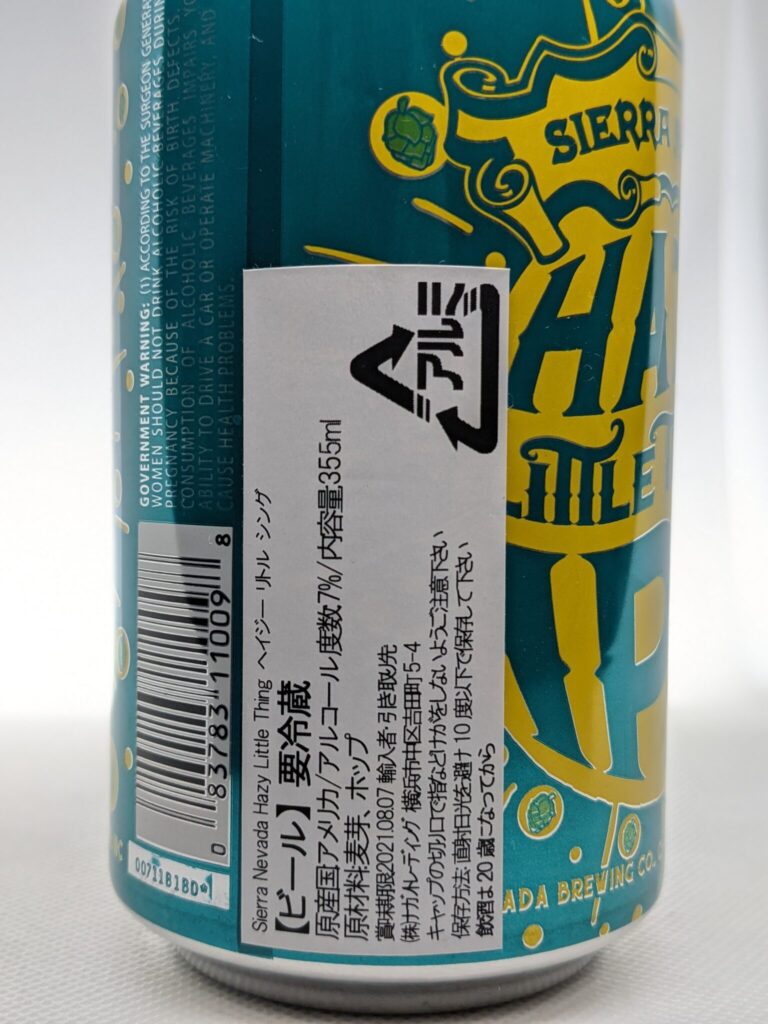 GOVERNMENT WARNING: (1) ACCORDING TO THE SURGEON GENERAL
WOMEN SHOULD NOT DRINK ALCOHOLIC BEVERAGES DURING
PREGNANCY BECAUSE OF THE RISK OF BIRTH DEFECTS.
CONSUMPTION OF ALCOHOLIC BEVERAGES IMPAIRS YO
ABILITY TO DRIVE A CAR OR OPERATE MACHINERY, AND
CAUSE HEALTH PROBLEMS.
0 83783 11009 8
007118180
Sierra Nevada Hazy Little Thing ヘイジー リトル シング
【ビール】要冷蔵
原産国アメリカ/アルコール度数7%/内容量355ml
原材料:麦芽、ホップ
賞味期限2021.08.07 輸入者 引き取り先
(株)ナガノトレーディング 横浜市中区吉田町5-4
キャップの切り口で指などけがをしないようご注意下さい
保存方法 直射日光を避け10度以下で保存して下さい
飲酒は20歳になってから
アルミ
SIERRA
HA
LITTLE T
ADA BREWING CO.